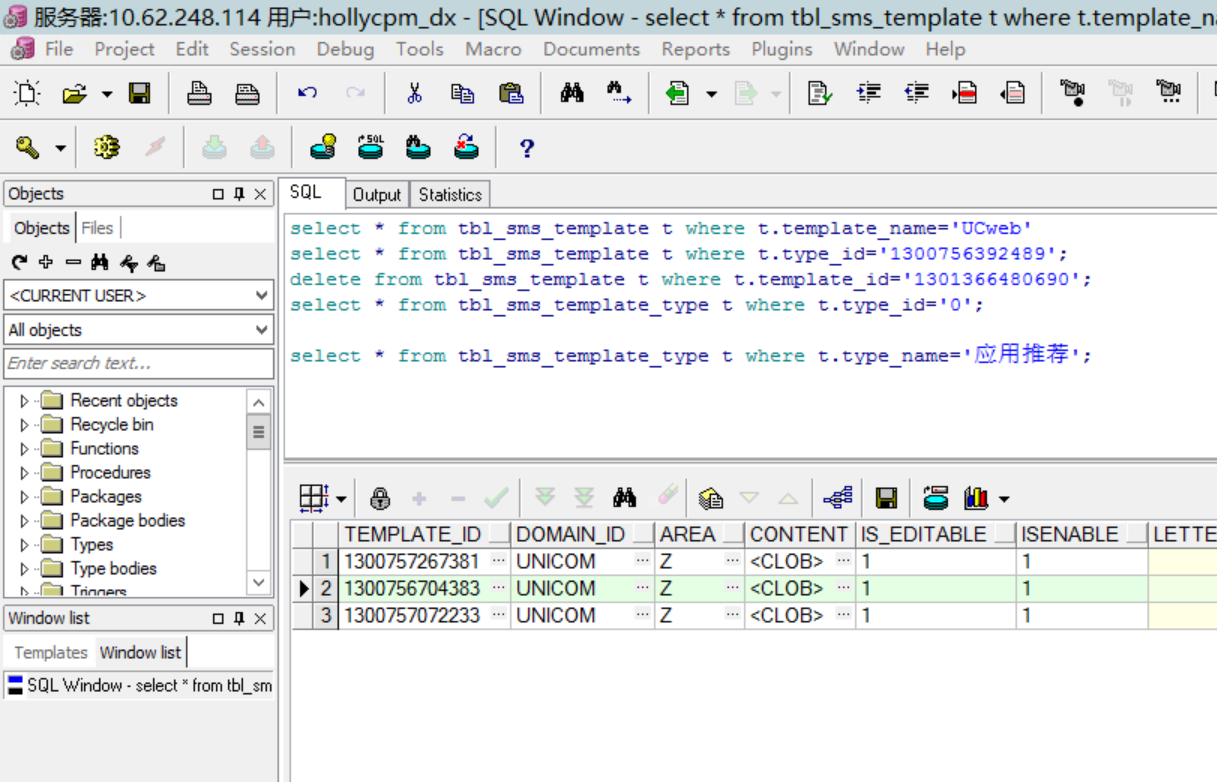 服务器:10.62.248.114 用户:hollycpm_dx - [SQL Window - select * from tbl_sms_template t where t.template_na
File Project Edit Session Debug Tools Macro Documents Reports Plugins Window Help
SQL
?
Objects
SQL Output Statistics
Objects Files
<CURRENT USER>
All objects
Enter search text...
Recent objects
Recycle bin
Functions
Procedures
Packages
Package bodies
Types
Type bodies
Triggers
select * from tbl_sms_template t where t.template_name='UCweb'
select * from tbl_sms_template t where t.type_id='1300756392489';
delete from tbl_sms_template t where t.template_id='1301366480690';
select * from tbl_sms_template_type t where t.type_id='0';
select * from tbl_sms_template_type t where t.type_name='应用推荐';
TEMPLATE_ID DOMAIN_ID AREA CONTENT IS_EDITABLE ISENABLE LETTE
1 1300757267381 ... UNICOM ... Z ... <CLOB> ... 1 1
2 1300756704383 ... UNICOM ... Z ... <CLOB> ... 1 1
3 1300757072233 ... UNICOM ... Z ... <CLOB> ... 1 1
Window list
Templates Window list
SQL Window - select * from tbl_sm